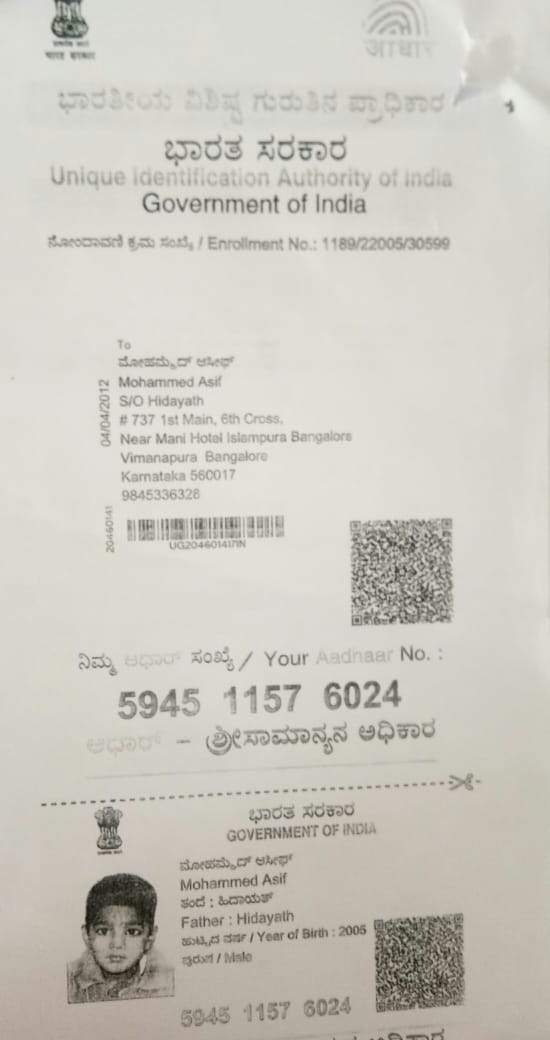 भारत सरकार
आधार
ಭಾರತೀಯ ವಿಶಿಷ್ಟ ಗುರುತಿನ ಪ್ರಾಧಿಕಾರ
ಭಾರತ ಸರಕಾರ
Unique Identification Authority of India
Government of India
ನೋಂದಾವಣಿ ಕ್ರಮ ಸಂಖ್ಯೆ / Enrollment No.: 1189/22005/30599
To
ಮೋಹಮ್ಮೆದ್ ಆಸೀಫ್
Mohammed Asif
S/O Hidayath
# 737 1st Main, 6th Cross,
Near Mani Hotel Islampura Bangalore
Vimanapura Bangalore
Karnataka 560017
9845336328
04/04/2012
20460141
UG204601417IN
ನಿಮ್ಮ ಆಧಾರ್ ಸಂಖ್ಯೆ / Your Aadhaar No. :
5945 1157 6024
ಆಧಾರ್ - ಶ್ರೀಸಾಮಾನ್ಯನ ಅಧಿಕಾರ
ಭಾರತ ಸರಕಾರ
GOVERNMENT OF INDIA
ಮೋಹಮ್ಮೆದ್ ಆಸೀಫ್
Mohammed Asif
ತಂದೆ : ಹಿದಾಯತ್
Father : Hidayath
ಹುಟ್ಟಿದ ವರ್ಷ / Year of Birth : 2005
ಪುರುಷ / Male
5945 1157 6024